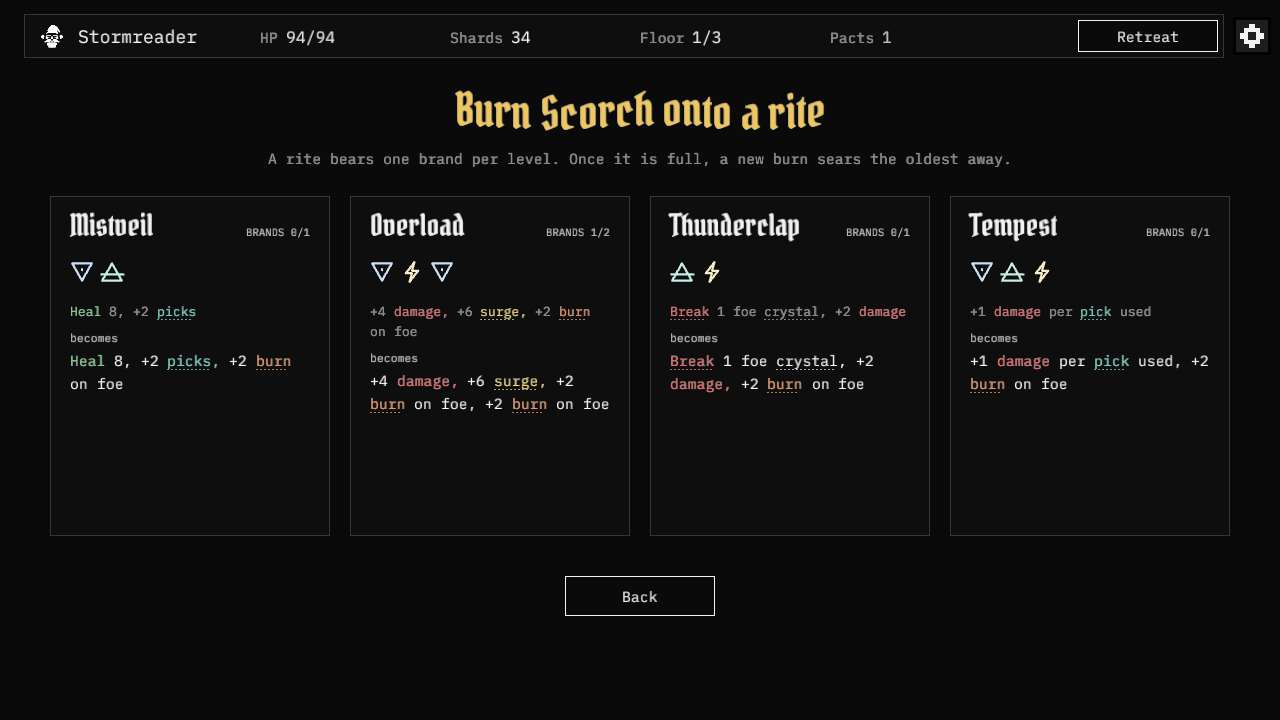 Stormreader HP 94/94 Shards 34 Floor 1/3 Pacts 1 Retreat
Burn Scorch onto a rite
A rite bears one brand per level. Once it is full, a new burn sears the oldest away.
Mistveil BRANDS 0/1
Heal 8, +2 picks
becomes
Heal 8, +2 picks, +2 burn
on foe
Overload BRANDS 1/2
+4 damage, +6 surge, +2 burn
on foe
becomes
+4 damage, +6 surge, +2
burn on foe, +2 burn on foe
Thunderclap BRANDS 0/1
Break 1 foe crystal, +2 damage
becomes
Break 1 foe crystal, +2
damage, +2 burn on foe
Tempest BRANDS 0/1
+1 damage per pick used
becomes
+1 damage per pick used, +2
burn on foe
Back